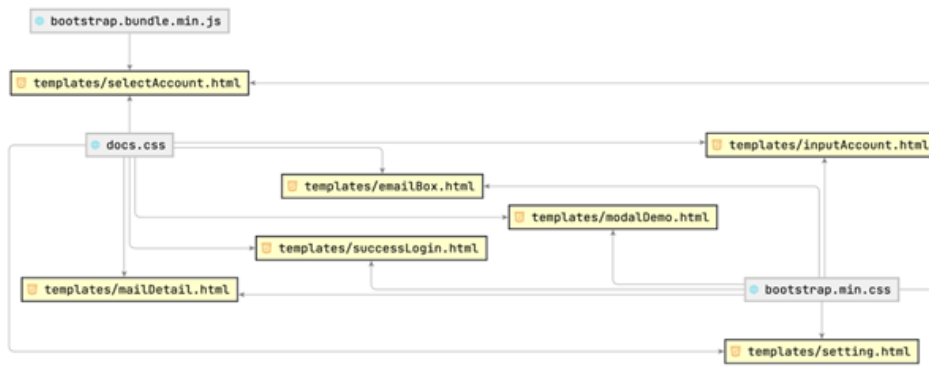 bootstrap.bundle.min.js
templates/selectAccount.html
docs.css
templates/inputAccount.html
templates/emailBox.html
templates/modalDemo.html
templates/successLogin.html
templates/mailDetail.html
bootstrap.min.css
templates/setting.html